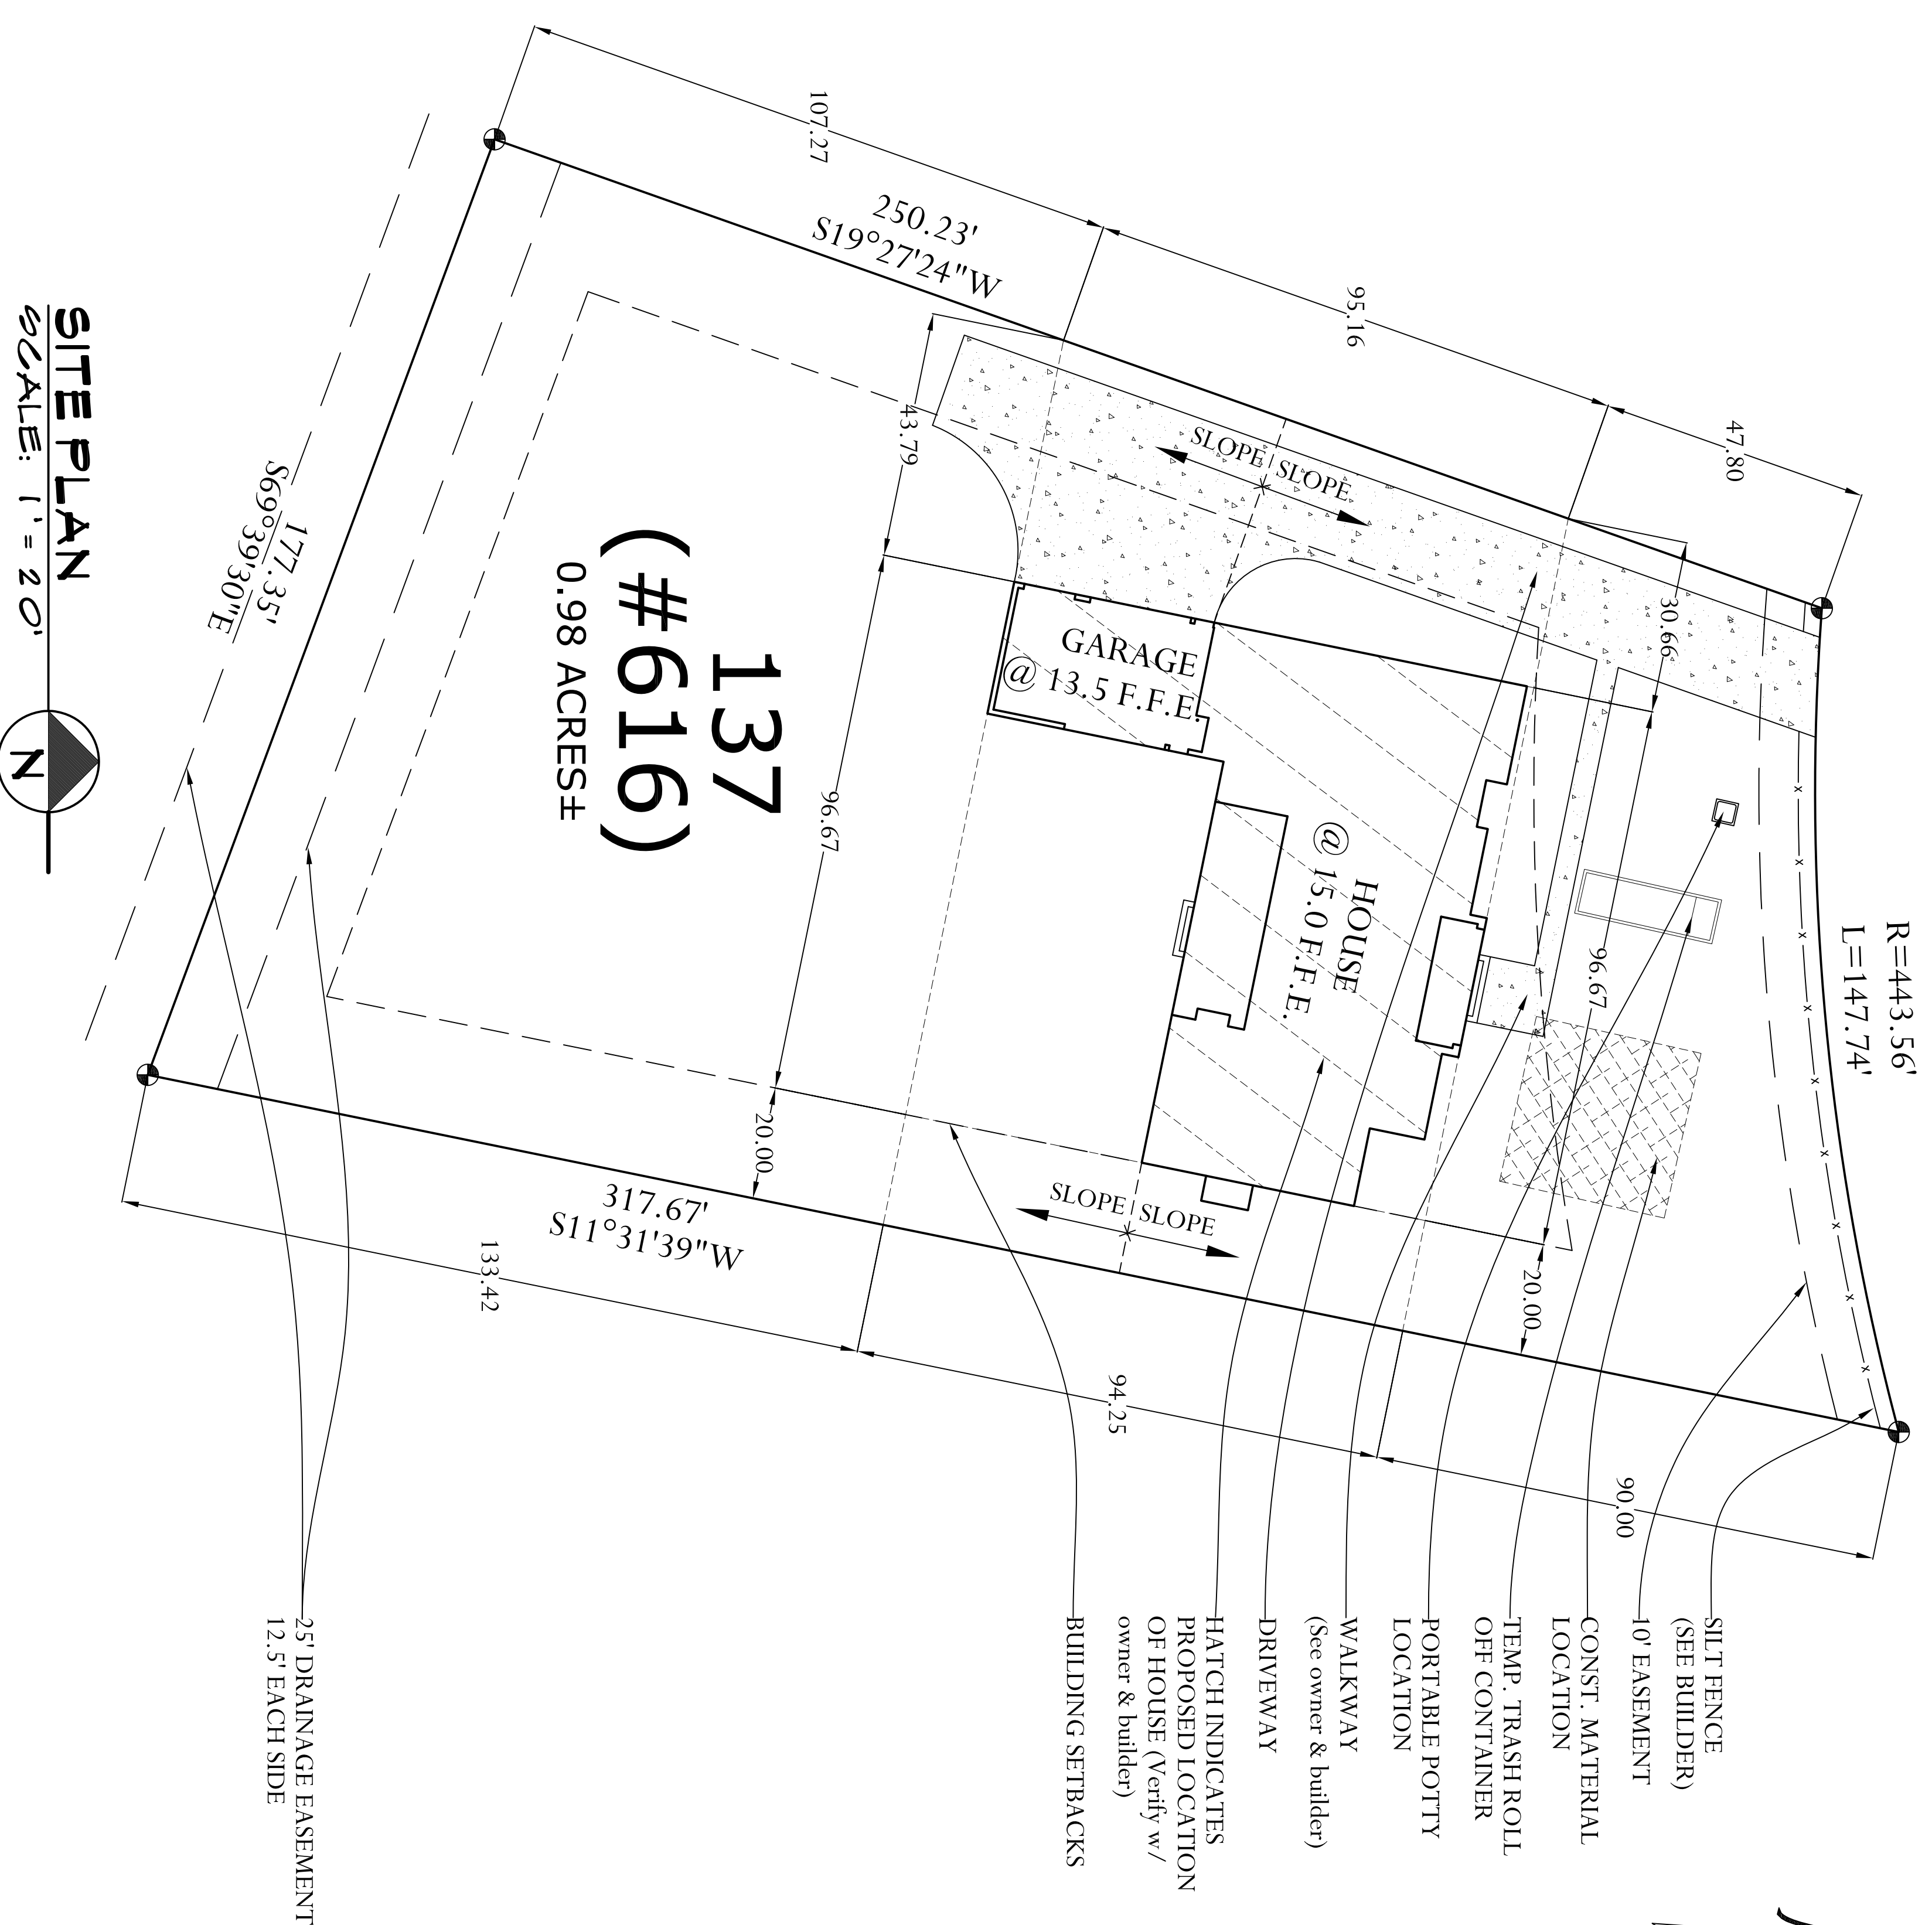 R=443.56'
L=147.74'
SILT FENCE
(SEE BUILDER)
10' EASEMENT
CONST. MATERIAL
LOCATION
TEMP. TRASH ROLL
OFF CONTAINER
PORTABLE POTTY
LOCATION
WALKWAY
(See owner & builder)
DRIVEWAY
HATCH INDICATES
PROPOSED LOCATION
OF HOUSE (Verify w/
owner & builder)
BUILDING SETBACKS
25' DRAINAGE EASEMENT
12.5' EACH SIDE
47.80
30.66
96.67
20.00
90.00
95.16
SLOPE
SLOPE
HOUSE
@ 15.0 F.F.E.
SLOPE
SLOPE
94.25
GARAGE
@ 13.5 F.F.E.
250.23'
S19°27'24"W
107.27
43.79
96.67
20.00
137
(#616)
0.98 ACRES±
317.67'
S11°31'39"W
133.42
177.35'
S69°39'30"E
SITE PLAN
SCALE: 1' = 20'
N